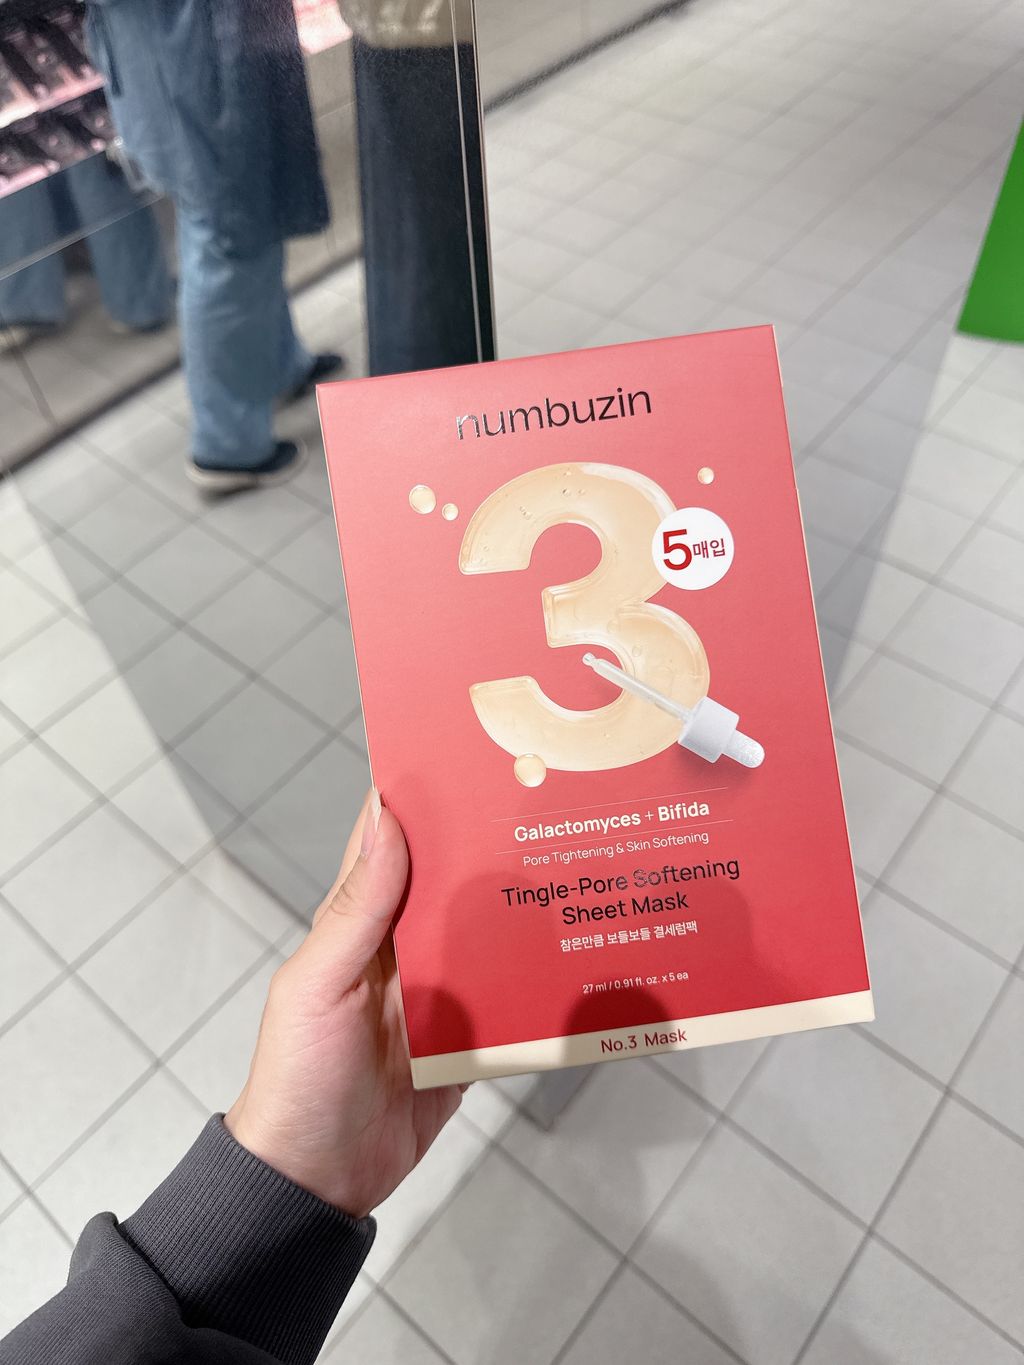 numbuzin
3
5매입
Galactomyces + Bifida
Pore Tightening & Skin Softening
Tingle-Pore Softening
Sheet Mask
참은만큼 보들보들 결세럼팩
27 ml / 0.91 fl. oz. x 5 ea
No.3 Mask